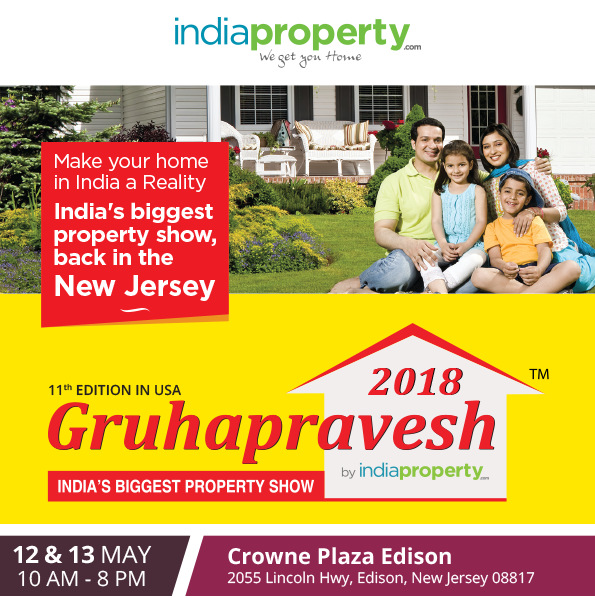 indiaproperty.com
We get you Home
Make your home
in India a Reality
India's biggest
property show,
back in the
New Jersey
11th EDITION IN USA
2018
TM
Gruhapravesh
by indiaproperty.com
INDIA'S BIGGEST PROPERTY SHOW
12 & 13 MAY
10 AM - 8 PM
Crowne Plaza Edison
2055 Lincoln Hwy, Edison, New Jersey 08817